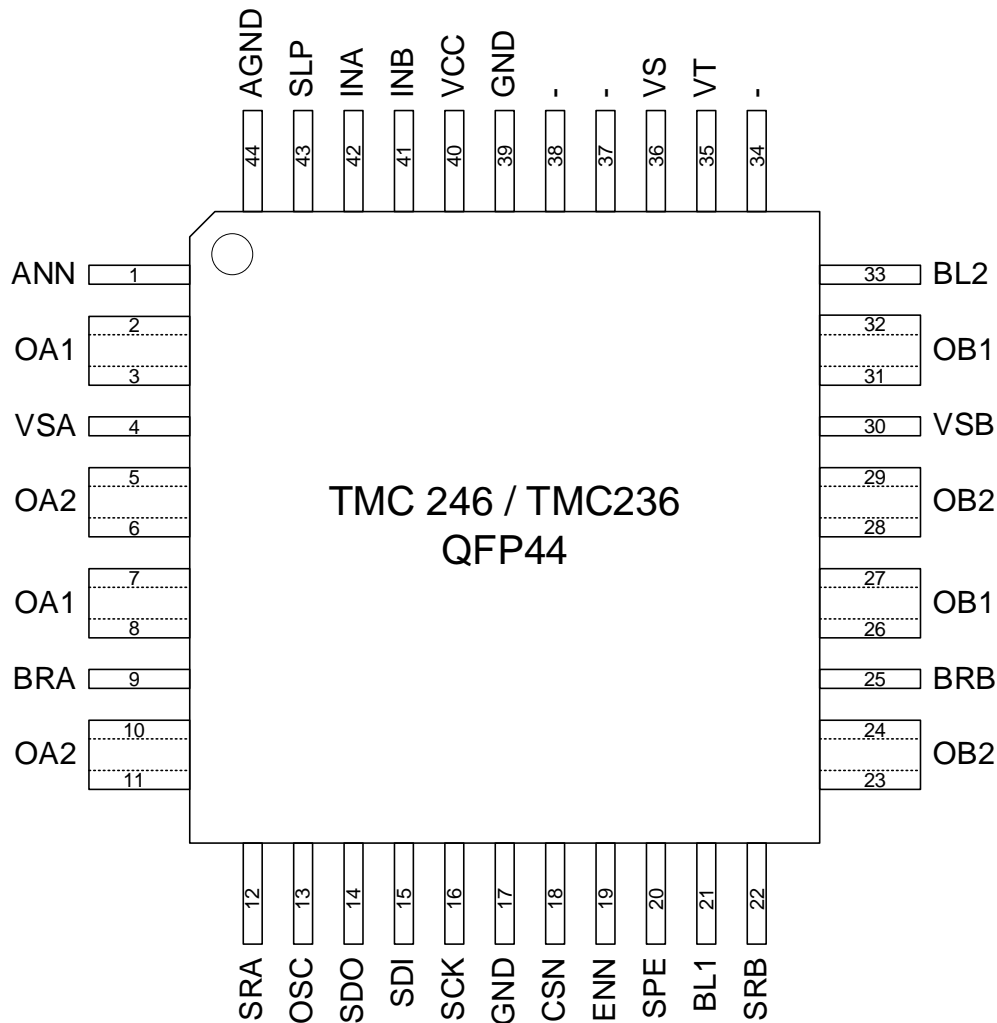 AGND
SLP
INA
INB
VCC
GND
-
-
VS
VT
-
44
43
42
41
40
39
38
37
36
35
34
ANN 1
33 BL2
2
OA1
3
32
OB1
31
VSA 4
30 VSB
5
OA2
6
29
OB2
28
TMC 246 / TMC236
QFP44
7
OA1
8
27
OB1
26
BRA 9
25 BRB
10
OA2
11
24
OB2
23
12
13
14
15
16
17
18
19
20
21
22
SRA
OSC
SDO
SDI
SCK
GND
CSN
ENN
SPE
BL1
SRB